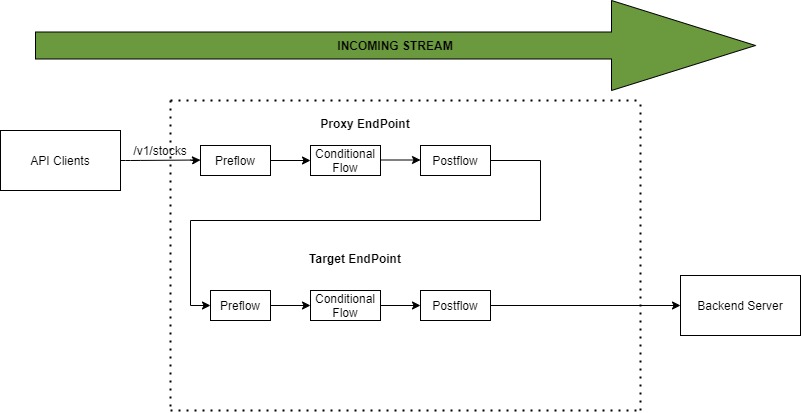 INCOMING STREAM
Proxy EndPoint
API Clients
/v1/stocks
Preflow
Conditional
Flow
Postflow
Target EndPoint
Preflow
Conditional
Flow
Postflow
Backend Server